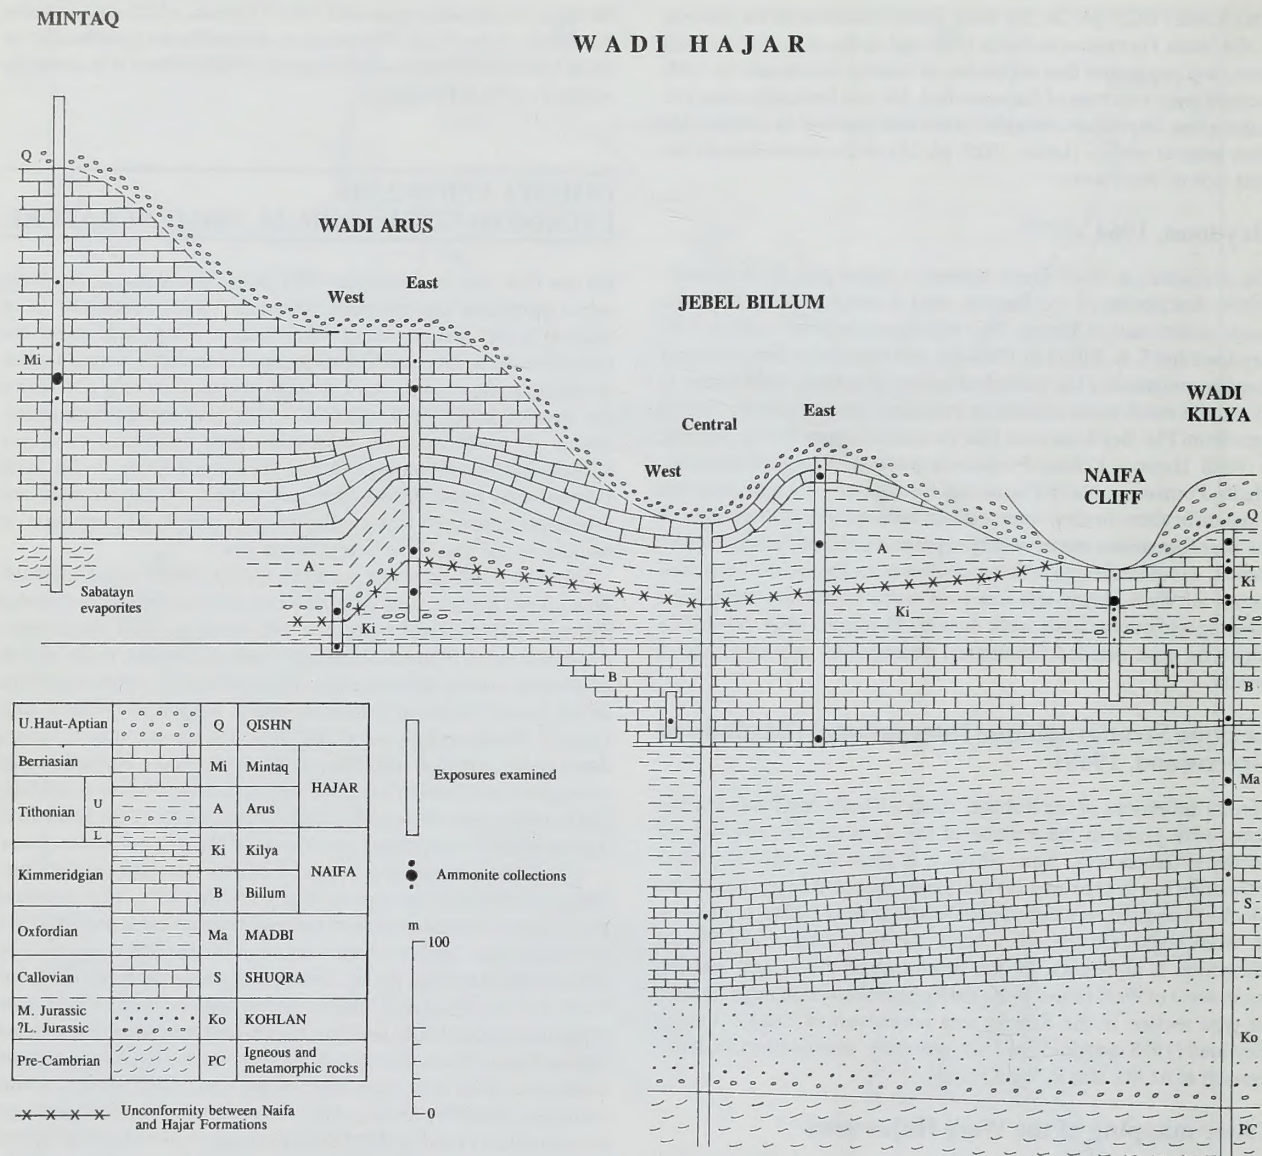 MINTAQ
WADI HAJAR
Q
WADI ARUS
West
East
JEBEL BILLUM
Mi
WADI
KILYA
East
Central
West
NAIFA
CLIFF
Q
A
A
Ki
Sabatayn
evaporites
Ki
Ki
B
B
Ma
S
Ko
PC
U.Haut-Aptian Q QISHN
Berriasian Mi Mintaq HAJAR
Tithonian U A Arus
L
Kimmeridgian Ki Kilya NAIFA
B Billum
Oxfordian Ma MADBI
Callovian S SHUQRA
M. Jurassic
?L. Jurassic Ko KOHLAN
Pre-Cambrian PC Igneous and
metamorphic rocks
x x x x Unconformity between Naifa
and Hajar Formations
Exposures examined
Ammonite collections
m
100
0